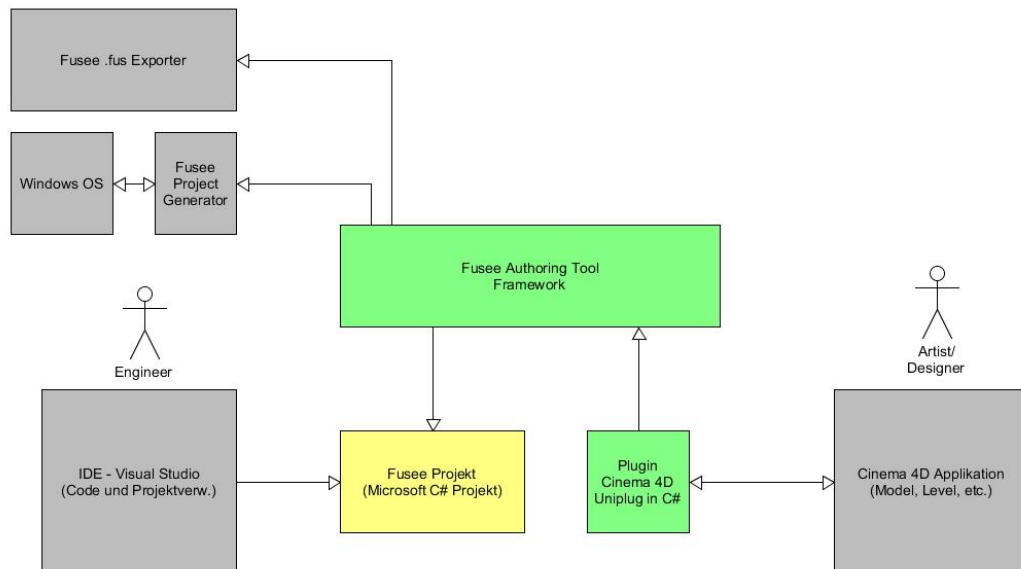 Fusee .fus Exporter
Windows OS
Fusee
Project
Generator
Fusee Authoring Tool
Framework
Engineer
Artist/
Designer
IDE - Visual Studio
(Code und Projektverw.)
Fusee Projekt
(Microsoft C# Projekt)
Plugin
Cinema 4D
Uniplug in C#
Cinema 4D Applikation
(Model, Level, etc.)